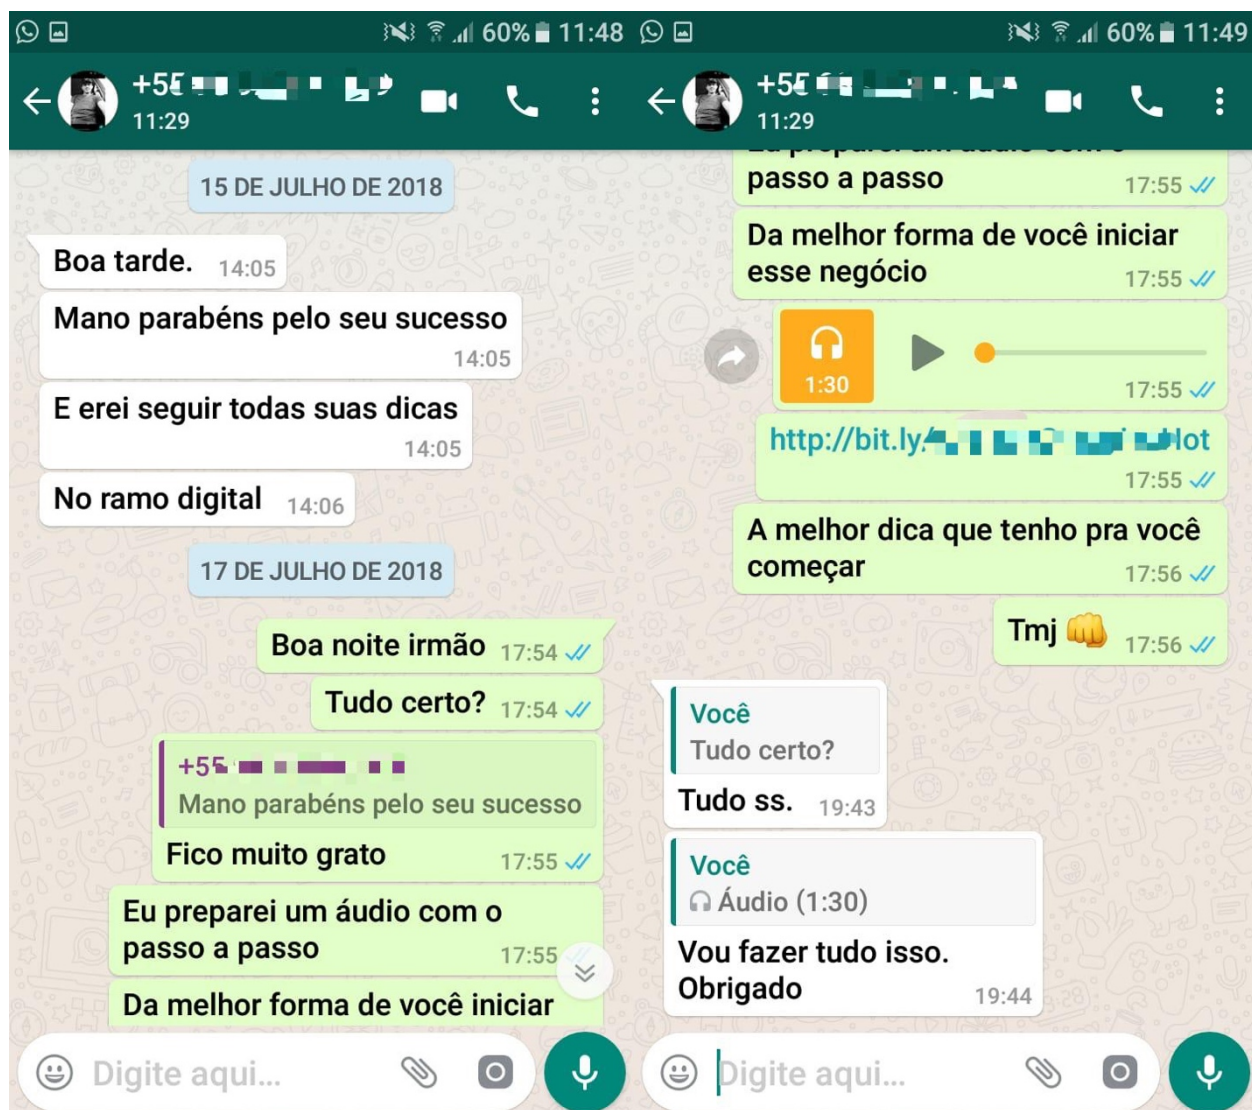 60% 11:48
+55
11:29
15 DE JULHO DE 2018
Boa tarde. 14:05
Mano parabéns pelo seu sucesso
14:05
E erei seguir todas suas dicas
14:05
No ramo digital 14:06
17 DE JULHO DE 2018
Boa noite irmão 17:54
Tudo certo? 17:54
+55
Mano parabéns pelo seu sucesso
Fico muito grato 17:55
Eu preparei um áudio com o
passo a passo 17:55
Da melhor forma de você iniciar
Digite aqui...
60% 11:49
+55
11:29
Eu preparei um áudio com o
passo a passo 17:55
Da melhor forma de você iniciar
esse negócio 17:55
1:30
17:55
http://bit.ly/ Hot
17:55
A melhor dica que tenho pra você
começar 17:56
Tmj 👊 17:56
Você
Tudo certo?
Tudo ss. 19:43
Você
Áudio (1:30)
Vou fazer tudo isso.
Obrigado 19:44
Digite aqui...